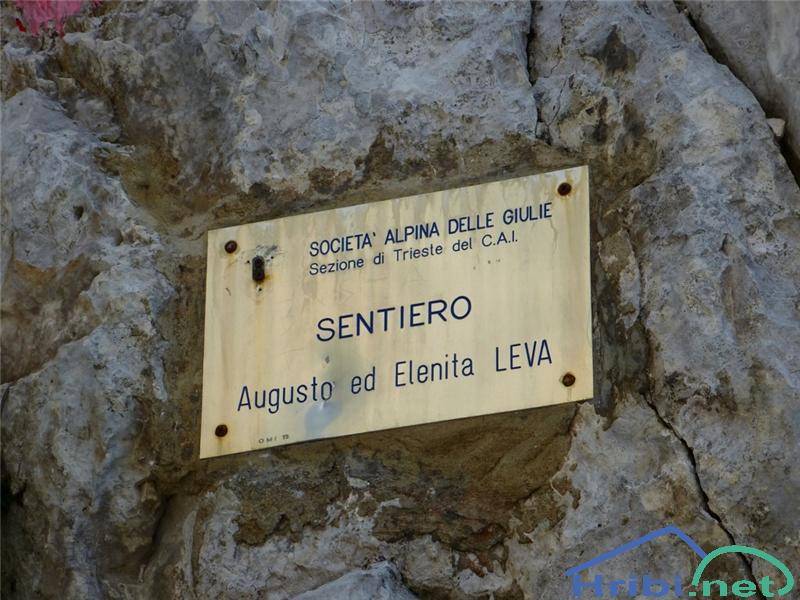 SOCIETA' ALPINA DELLE GIULIE
Sezione di Trieste del C.A.I.
SENTIERO
Augusto ed Elenita LEVA
Hribi.net